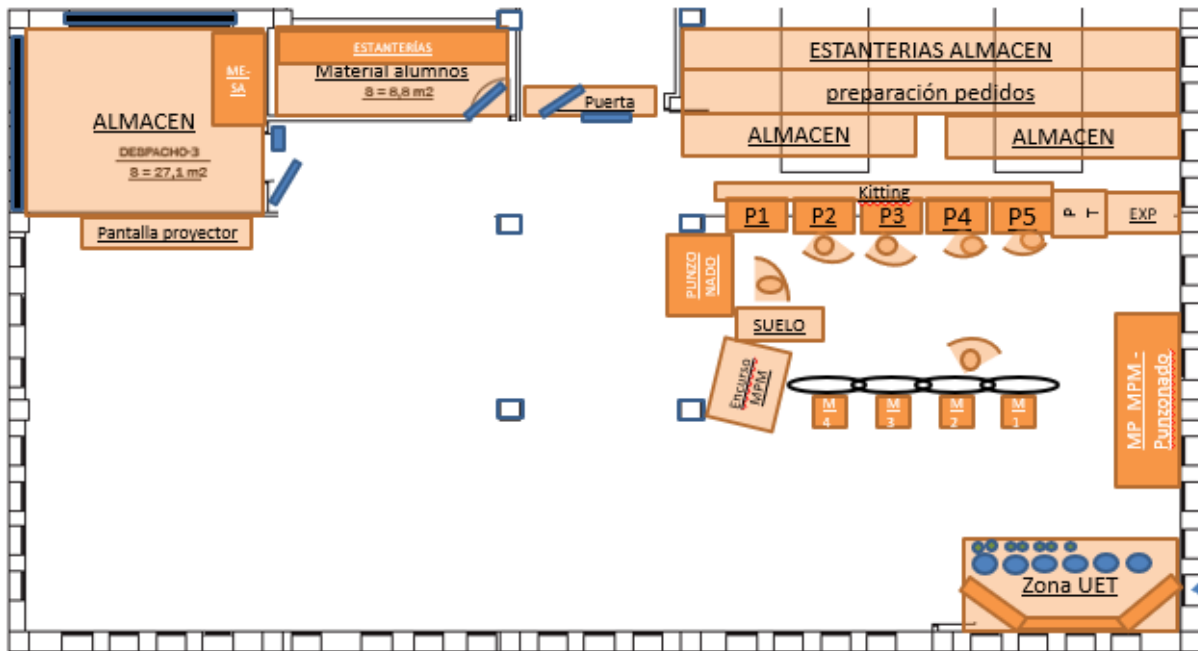 ESTANTERÍAS
Material alumnos
S = 8,8 m2
ME-
SA
ALMACEN
DESPACHO-3
S = 27,1 m2
Pantalla proyector
Puerta
ESTANTERIAS ALMACEN
preparación pedidos
ALMACEN
ALMACEN
Kitting
P1
P2
P3
P4
P5
P
T
EXP
PUNZO
NADO
SUELO
Encurso
MPM
M
4
M
3
M
2
M
1
MP MPM -
Punzonado
Zona UET